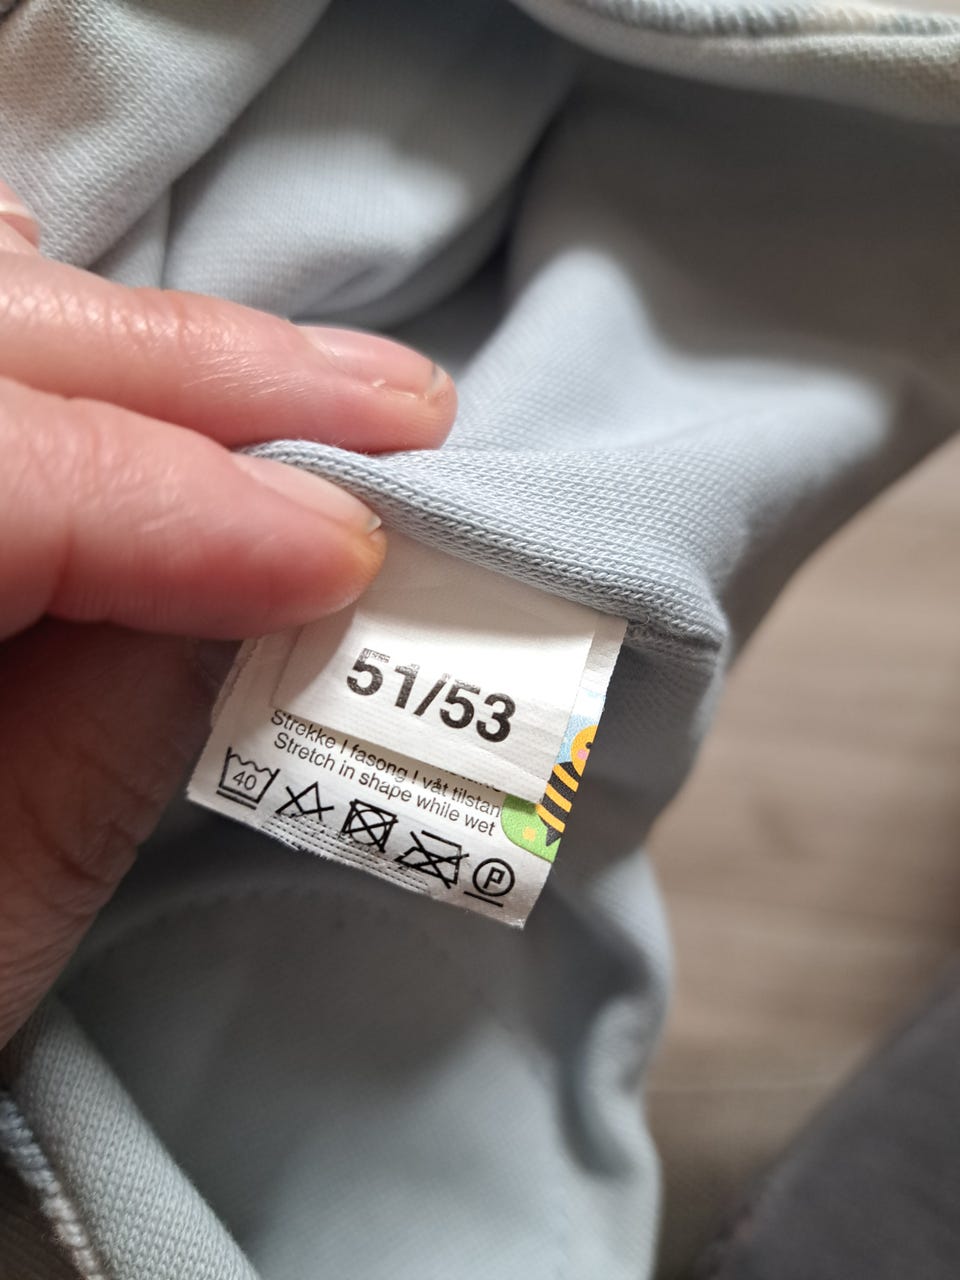 51/53
Strekke I fasong I våt tilstan
Stretch in shape while wet
40
P